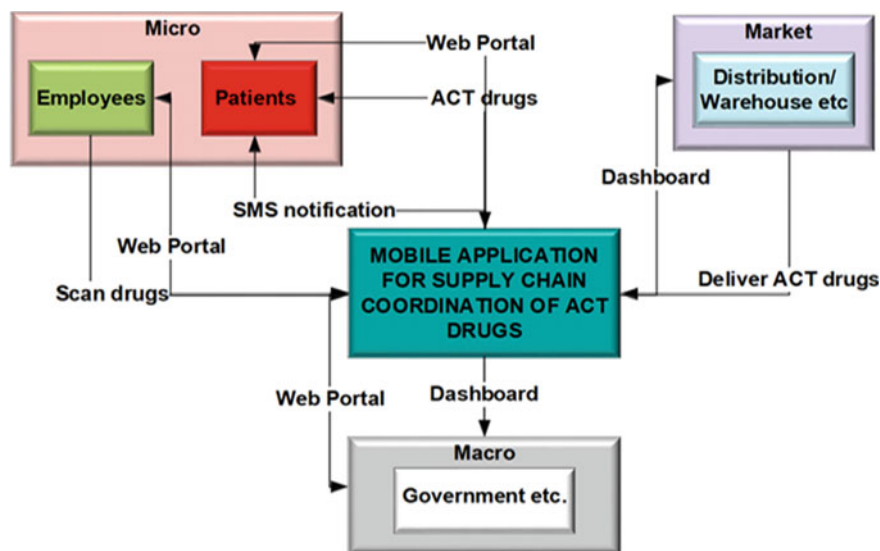 Micro
Employees
Patients
Web Portal
ACT drugs
Market
Distribution/
Warehouse etc
Dashboard
SMS notification
Web Portal
Scan drugs
MOBILE APPLICATION
FOR SUPPLY CHAIN
COORDINATION OF ACT
DRUGS
Deliver ACT drugs
Web Portal
Dashboard
Macro
Government etc.